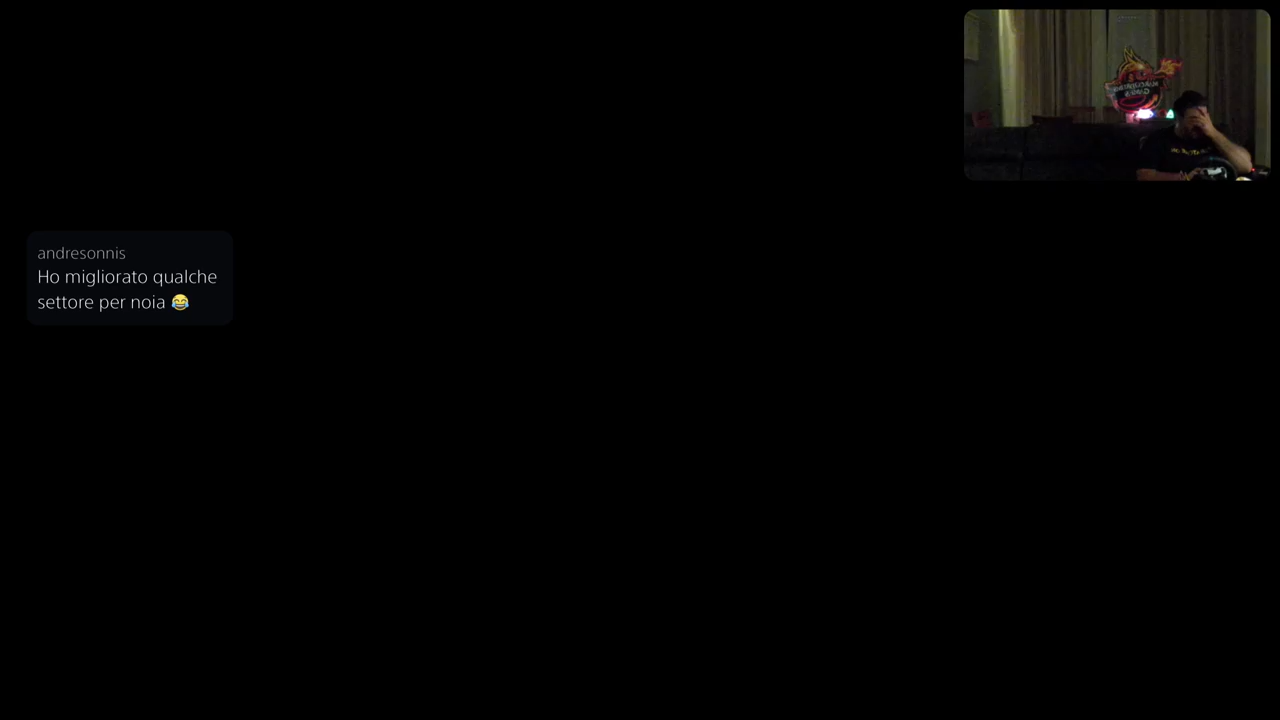 andresonnis
Ho migliorato qualche
settore per noia 😂